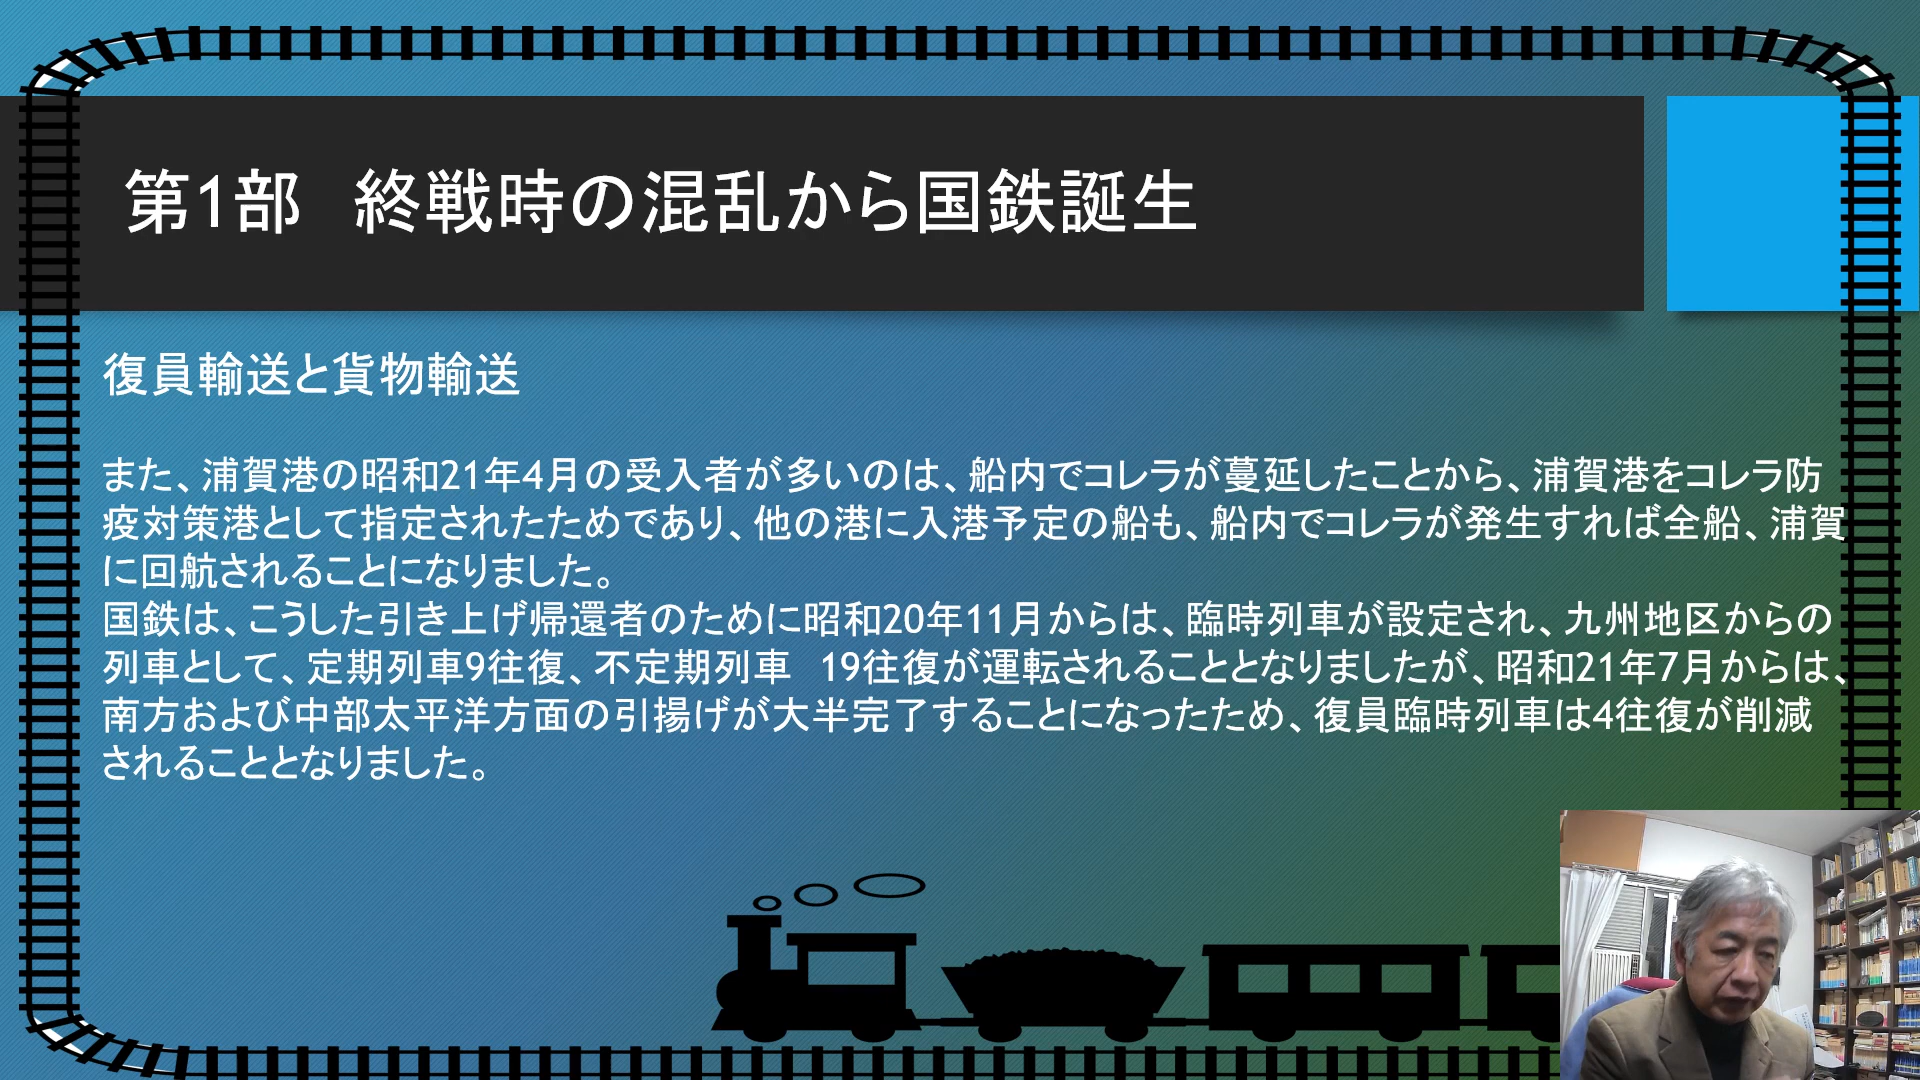 第1部　終戦時の混乱から国鉄誕生
復員輸送と貨物輸送
また、浦賀港の昭和21年4月の受入者が多いのは、船内でコレラが蔓延したことから、浦賀港をコレラ防
疫対策港として指定されたためであり、他の港に入港予定の船も、船内でコレラが発生すれば全船、浦賀
に回航されることになりました。
国鉄は、こうした引き上げ帰還者のために昭和20年11月からは、臨時列車が設定され、九州地区からの
列車として、定期列車9往復、不定期列車　19往復が運転されることとなりましたが、昭和21年7月からは、
南方および中部太平洋方面の引揚げが大半完了することになったため、復員臨時列車は4往復が削減
されることとなりました。